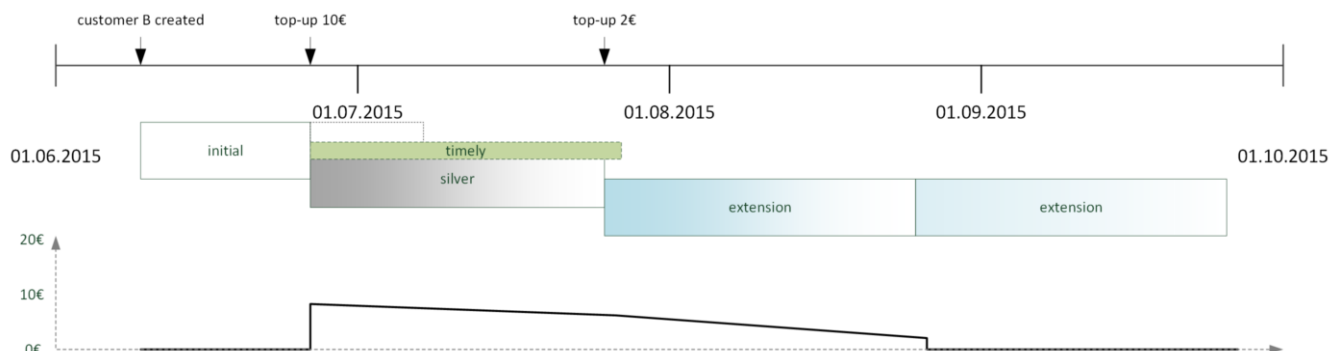 customer B created
top-up 10€
top-up 2€
01.07.2015
01.08.2015
01.09.2015
01.06.2015
initial
timely
01.10.2015
silver
extension
extension
20€
10€
0€